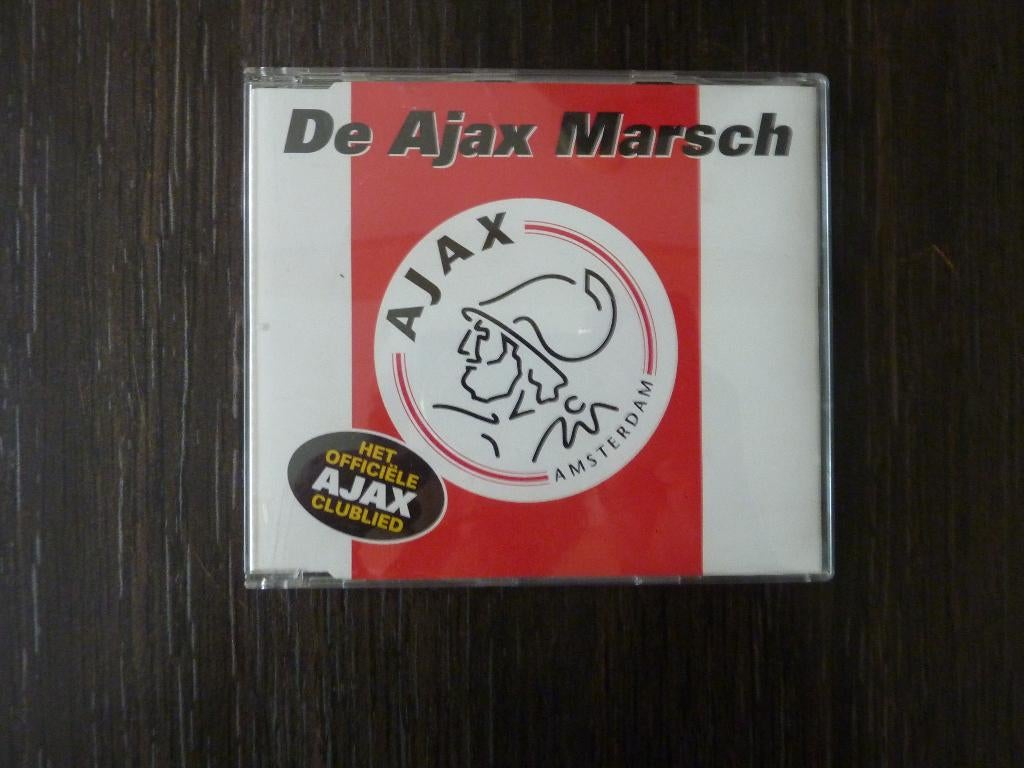 De Ajax Marsch
AJAX
AMSTERDAM
HET
OFFICIËLE
AJAX
CLUBLIED